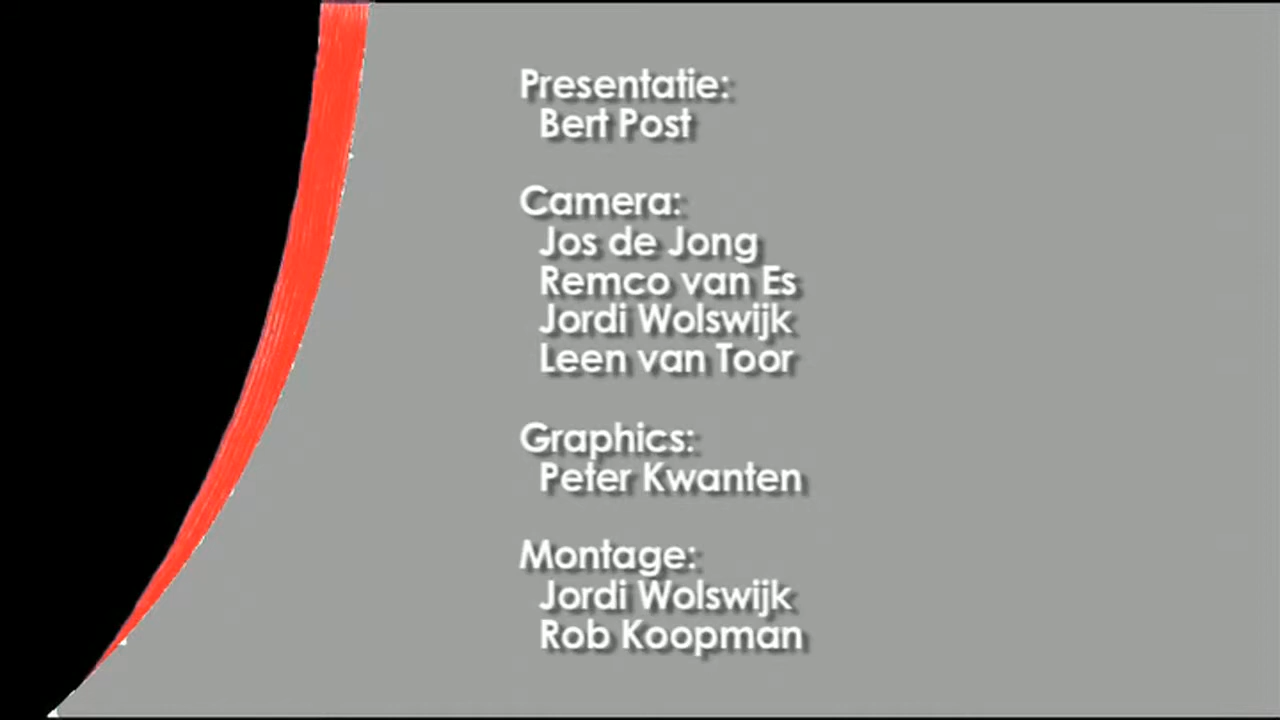 Presentatie:
Bert Post
Camera:
Jos de Jong
Remco van Es
Jordi Wolswijk
Leen van Toor
Graphics:
Peter Kwanten
Montage:
Jordi Wolswijk
Rob Koopman